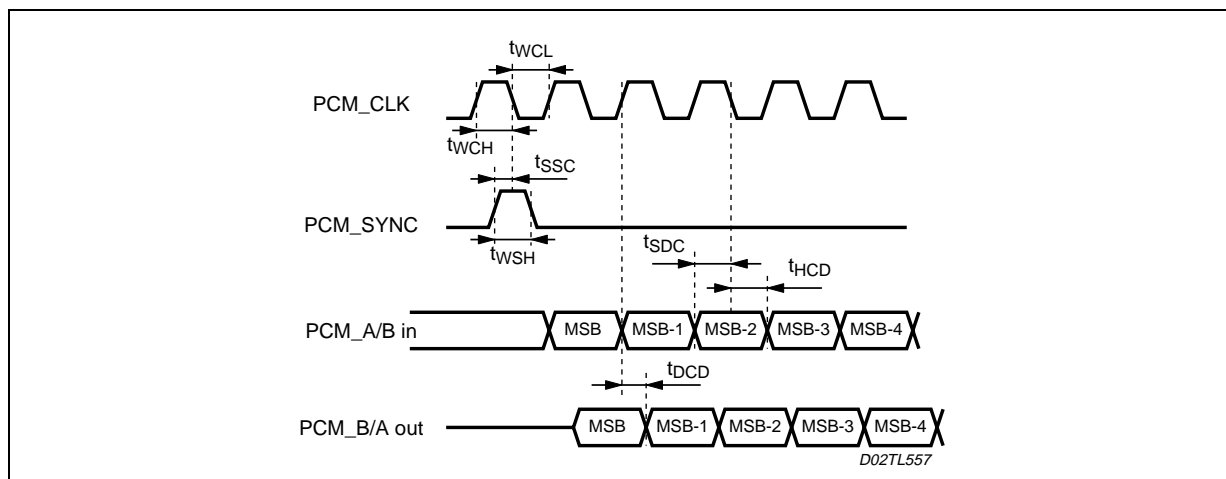 tWCL
PCM_CLK
tWCH
tSSC
PCM_SYNC
tWSH
tSDC
tHCD
PCM_A/B in
MSB MSB-1 MSB-2 MSB-3 MSB-4
tDCD
PCM_B/A out
MSB MSB-1 MSB-2 MSB-3 MSB-4
D02TL557